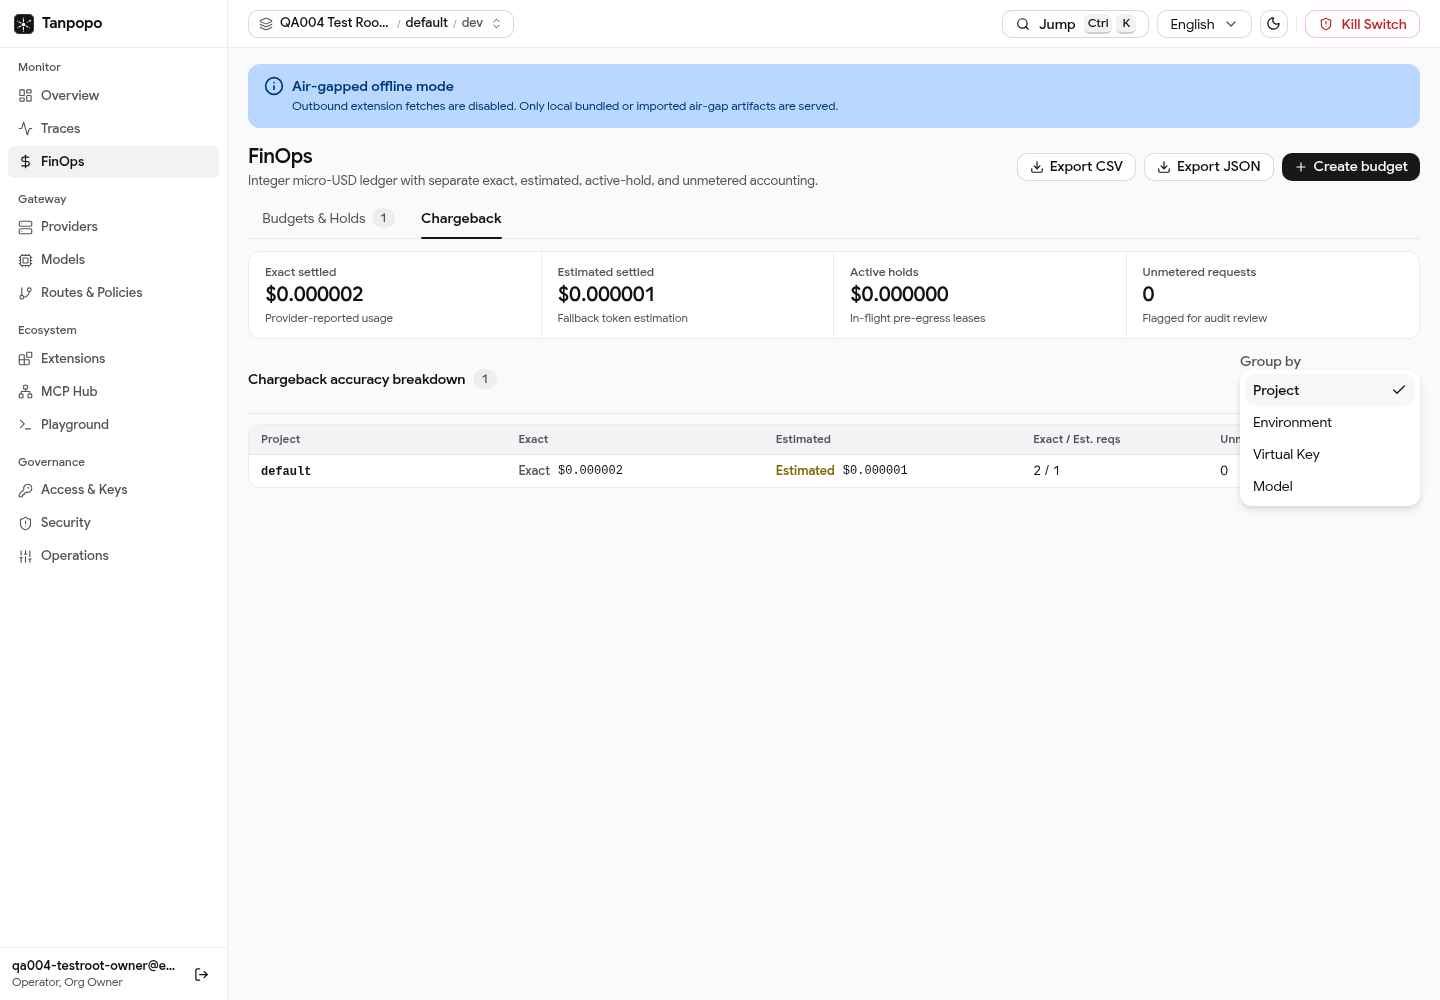 Tanpopo
QA004 Test Roo... / default / dev
Jump Ctrl K
English
Kill Switch
Monitor
Overview
Traces
FinOps
Gateway
Providers
Models
Routes & Policies
Ecosystem
Extensions
MCP Hub
Playground
Governance
Access & Keys
Security
Operations
qa004-testroot-owner@e...
Operator, Org Owner
Air-gapped offline mode
Outbound extension fetches are disabled. Only local bundled or imported air-gap artifacts are served.
FinOps
Integer micro-USD ledger with separate exact, estimated, active-hold, and unmetered accounting.
Export CSV
Export JSON
Create budget
Budgets & Holds 1
Chargeback
Exact settled
$0.000002
Provider-reported usage
Estimated settled
$0.000001
Fallback token estimation
Active holds
$0.000000
In-flight pre-egress leases
Unmetered requests
0
Flagged for audit review
Chargeback accuracy breakdown 1
Group by
Project
Environment
Virtual Key
Model
Project Exact Estimated Exact / Est. reqs
default Exact $0.000002 Estimated $0.000001 2 / 1 0